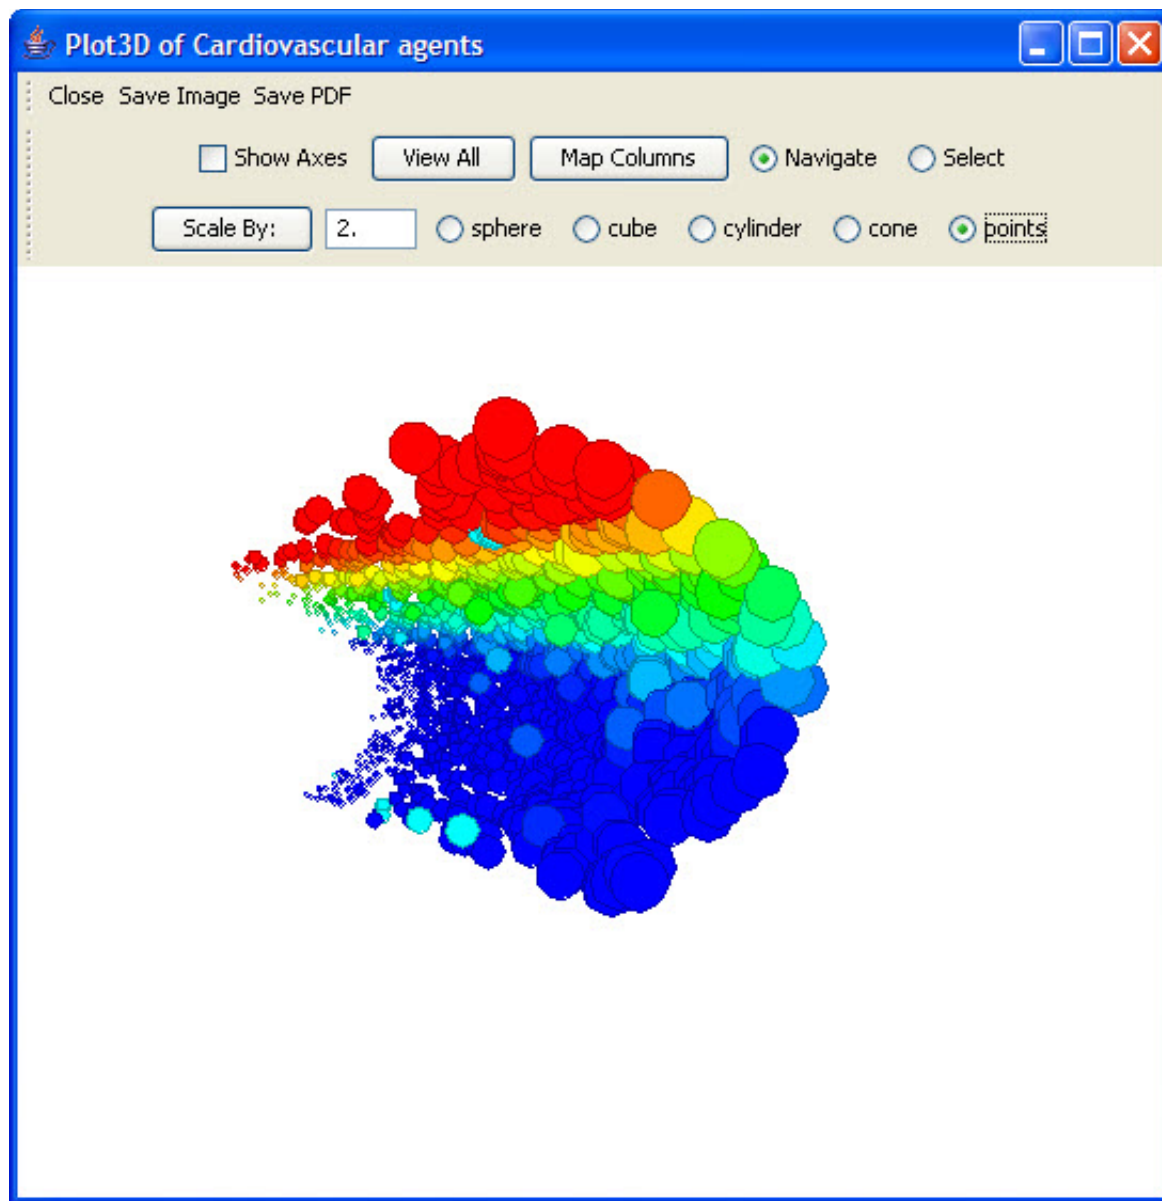 Plot3D of Cardiovascular agents
Close Save Image Save PDF
Show Axes View All Map Columns Navigate Select
Scale By: 2. sphere cube cylinder cone points